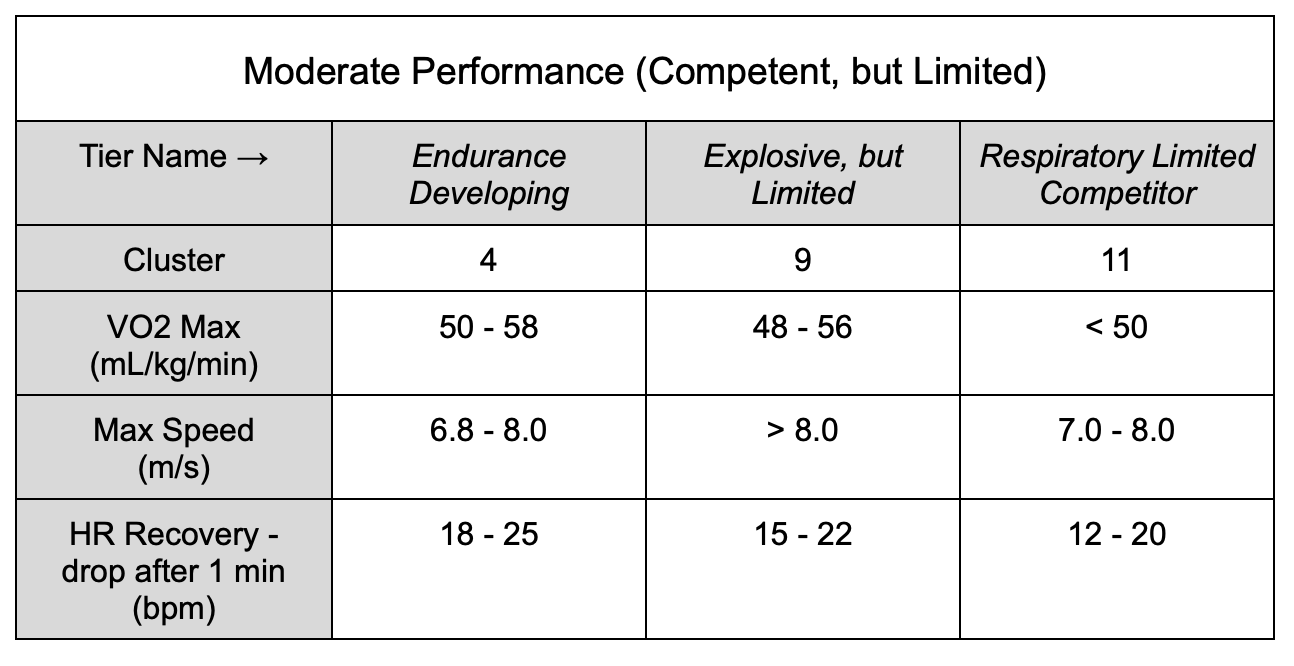 Moderate Performance (Competent, but Limited)
Tier Name → Endurance Developing Explosive, but Limited Respiratory Limited Competitor
Cluster 4 9 11
VO2 Max (mL/kg/min) 50 - 58 48 - 56 < 50
Max Speed (m/s) 6.8 - 8.0 > 8.0 7.0 - 8.0
HR Recovery - drop after 1 min (bpm) 18 - 25 15 - 22 12 - 20